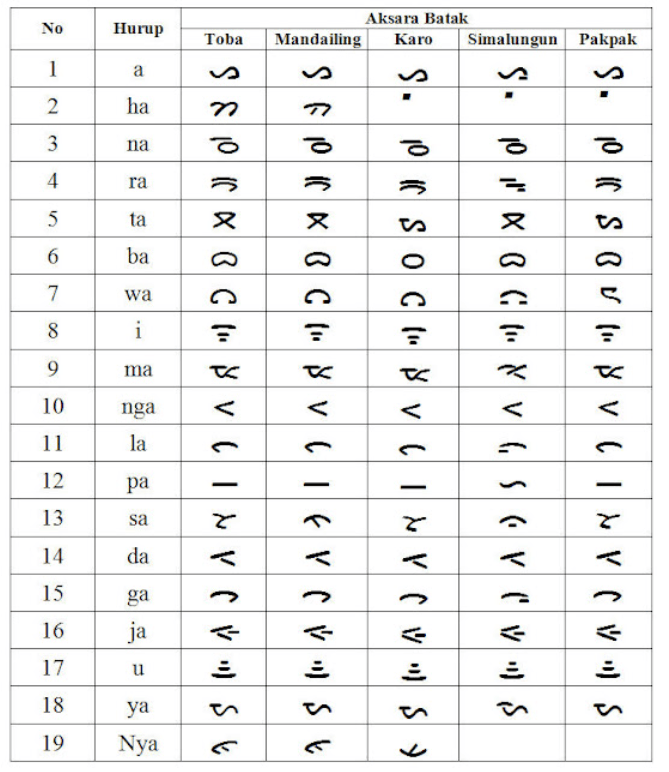 No Hurup Aksara Batak
Toba Mandailing Karo Simalungun Pakpak
1 a ᯀ ᯀ ᯀ ᯁ ᯀ
2 ha ᯂ ᯄ
3 na ᯉ ᯉ ᯉ ᯉ ᯉ
4 ra ᯒ ᯒ ᯒ ᯓ ᯒ
5 ta ᯖ ᯖ ᯗ ᯖ ᯗ
6 ba ᯅ ᯅ ᯆ ᯅ ᯅ
7 wa ᯋ ᯋ ᯋ ᯌ ᯍ
8 i ᯤ ᯤ ᯤ ᯤ ᯤ
9 ma ᯔ ᯔ ᯔ ᯕ ᯔ
10 nga ᯝ ᯝ ᯝ ᯝ ᯝ
11 la ᯞ ᯞ ᯞ ᯟ ᯞ
12 pa ᯇ ᯇ ᯇ ᯈ ᯇ
13 sa ᯘ ᯚ ᯘ ᯙ ᯘ
14 da ᯑ ᯑ ᯑ ᯑ ᯑ
15 ga ᯎ ᯎ ᯎ ᯏ ᯎ
16 ja ᯐ ᯐ ᯐ ᯐ ᯐ
17 u ᯥ ᯥ ᯥ ᯥ ᯥ
18 ya ᯛ ᯛ ᯛ ᯜ ᯛ
19 Nya ᯠ ᯠ